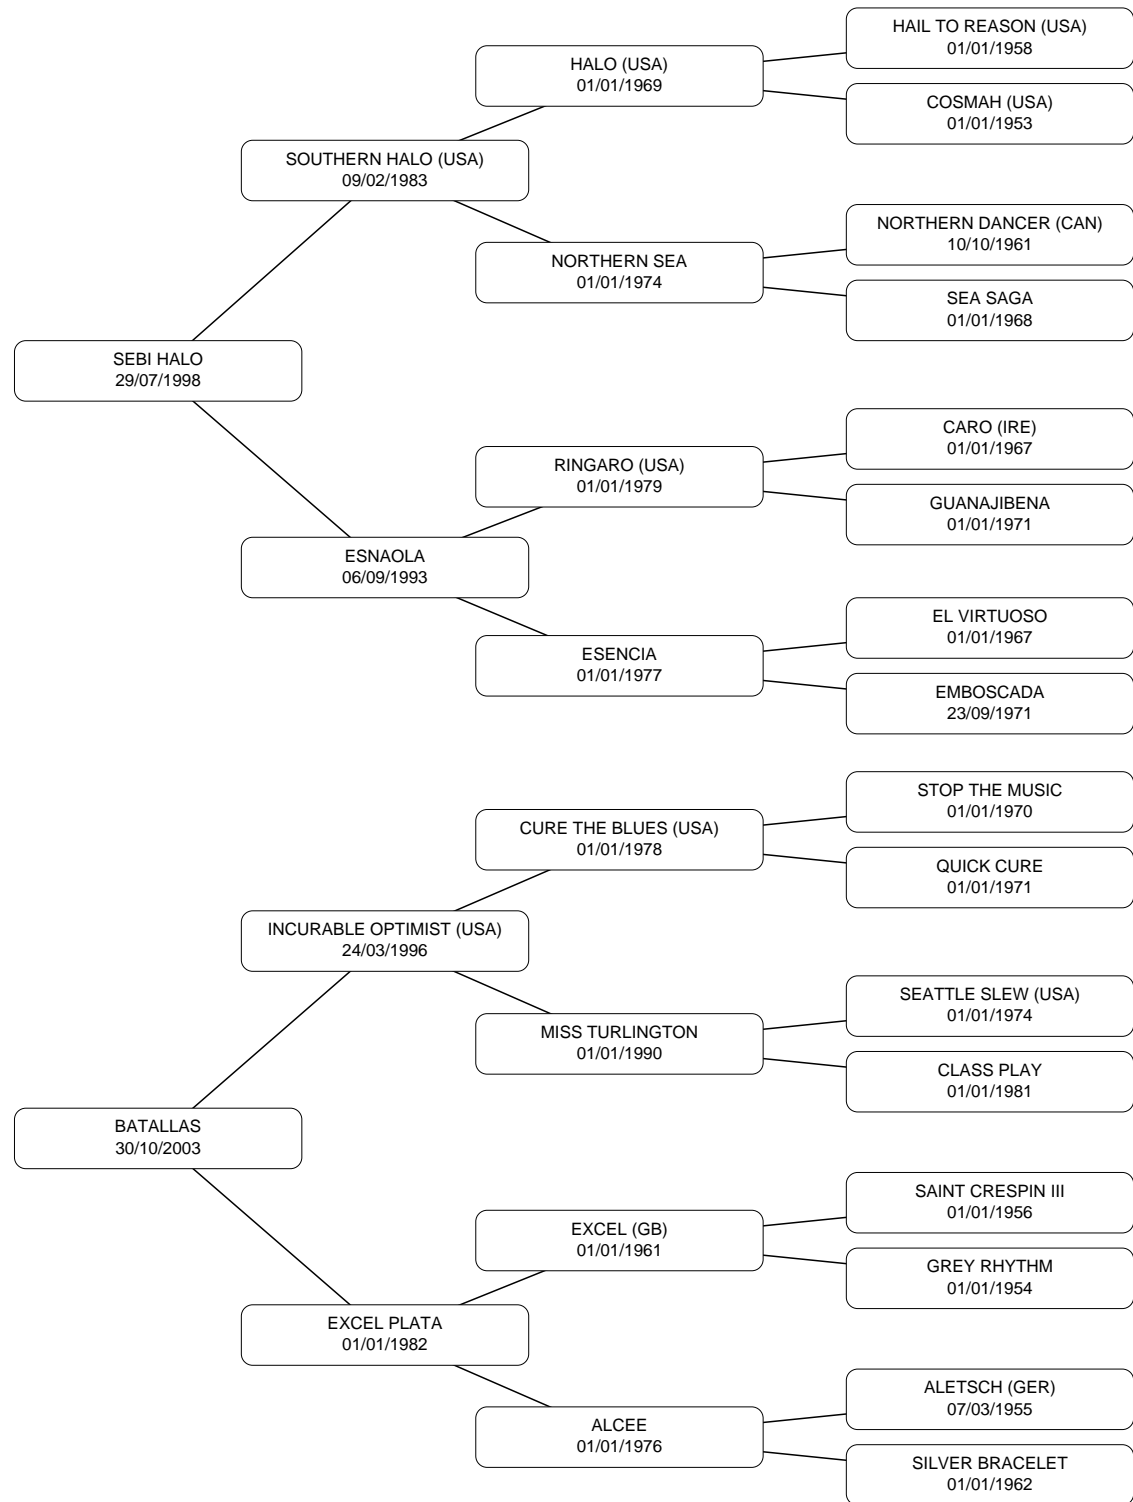 HAIL TO REASON (USA)
01/01/1958
HALO (USA)
01/01/1969
COSMAH (USA)
01/01/1953
SOUTHERN HALO (USA)
09/02/1983
NORTHERN DANCER (CAN)
10/10/1961
NORTHERN SEA
01/01/1974
SEA SAGA
01/01/1968
SEBI HALO
29/07/1998
CARO (IRE)
01/01/1967
RINGARO (USA)
01/01/1979
GUANAJIBENA
01/01/1971
ESNAOLA
06/09/1993
EL VIRTUOSO
01/01/1967
ESENCIA
01/01/1977
EMBOSCADA
23/09/1971
STOP THE MUSIC
01/01/1970
CURE THE BLUES (USA)
01/01/1978
QUICK CURE
01/01/1971
INCURABLE OPTIMIST (USA)
24/03/1996
SEATTLE SLEW (USA)
01/01/1974
MISS TURLINGTON
01/01/1990
CLASS PLAY
01/01/1981
BATALLAS
30/10/2003
SAINT CRESPIN III
01/01/1956
EXCEL (GB)
01/01/1961
GREY RHYTHM
01/01/1954
EXCEL PLATA
01/01/1982
ALETSCH (GER)
07/03/1955
ALCEE
01/01/1976
SILVER BRACELET
01/01/1962